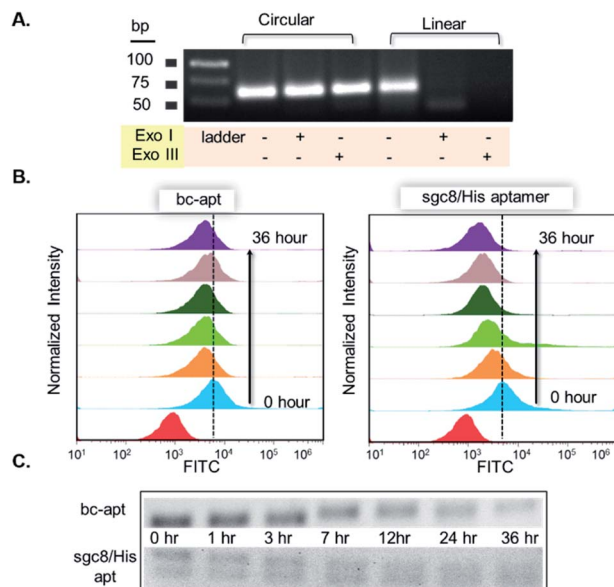 A.
bp
Circular
Linear
100
75
50
Exo I ladder - + - - + -
Exo III - - + - - +
B.
bc-apt
sgc8/His aptamer
36 hour
36 hour
Normalized Intensity
Normalized Intensity
0 hour
0 hour
10¹ 10² 10³ 10⁴ 10⁵ 10⁶
10¹ 10² 10³ 10⁴ 10⁵ 10⁶
FITC
FITC
C.
bc-apt
0 hr 1 hr 3 hr 7 hr 12hr 24 hr 36 hr
sgc8/His
apt